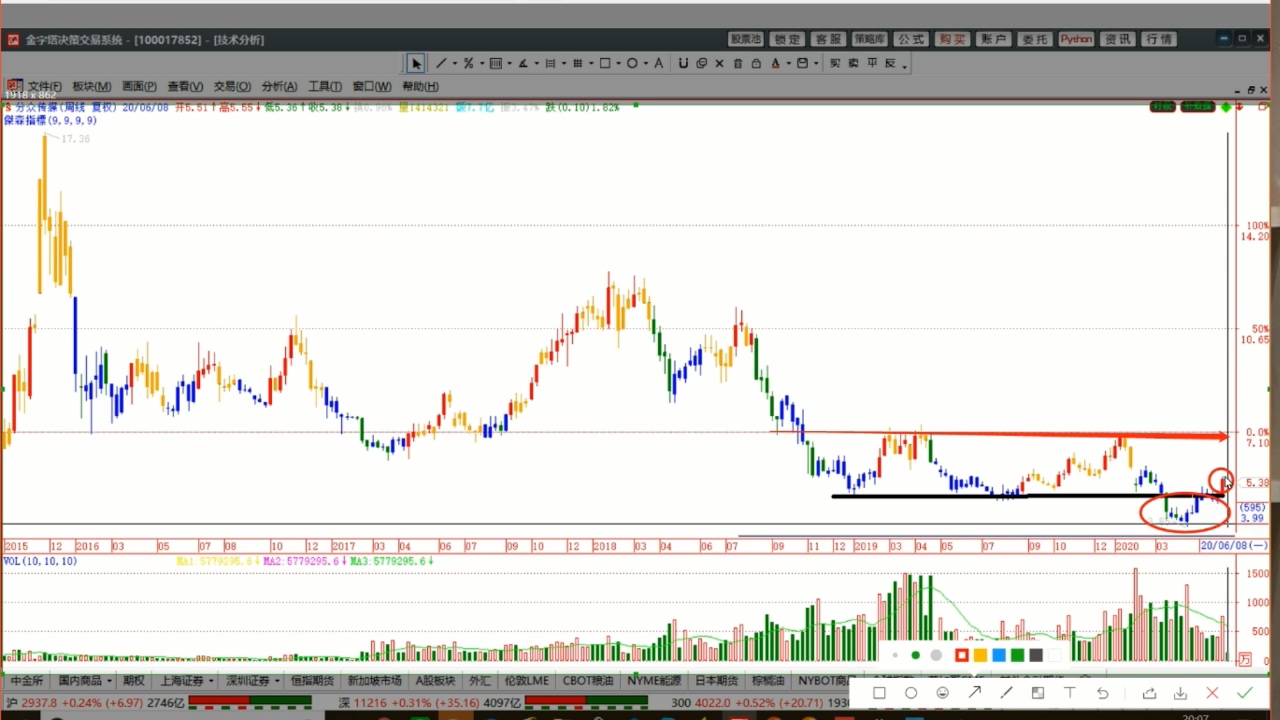 金字塔决策交易系统 - [100017852] - [技术分析]
股票池 锁定 客服 策略库 公式 购买 账户 委托 Python 资讯 行情
A A 买 卖 平 反
文件(F) 板块(M) 画面(P) 查看(V) 交易(O) 分析(A) 工具(T) 窗口(W) 帮助(H)
1918 x 862
分众传媒(周线 复权) 20/06/08 开5.51↑高5.55↓低5.36↑收5.38↓换0.98% 量1414321 额7.7亿 振3.47% 跌(0.10)1.82%
傑森指標(9,9,9,9)
17.36
100%
14.20
50%
10.65
0.0%
7.10
5.38
(595)
3.99
2015 12 2016 03 05 07 08 10 12 2017 03 04 06 07 09 10 12 2018 03 04 06 07 09 11 12 2019 03 04 05 07 09 10 12 2020 03 20/06/08(一)
VOL(10,10,10) MA1:5779295.6↓ MA2:5779295.6↓ MA3:5779295.6↓
1500
1000
500
万
中金所 国内商品 期权 上海证券 深圳证券 恒指期货 新加坡市场 A股板块 外汇 伦敦LME CBOT粮油 NYME能源 日本期货 棕榈油 NYBOT商
沪 2937.8 +0.24% (+6.97) 2746亿 深 11216 +0.31% (+35.16) 4097亿 300 4022.0 +0.52% (+20.71) 193
T
20:07